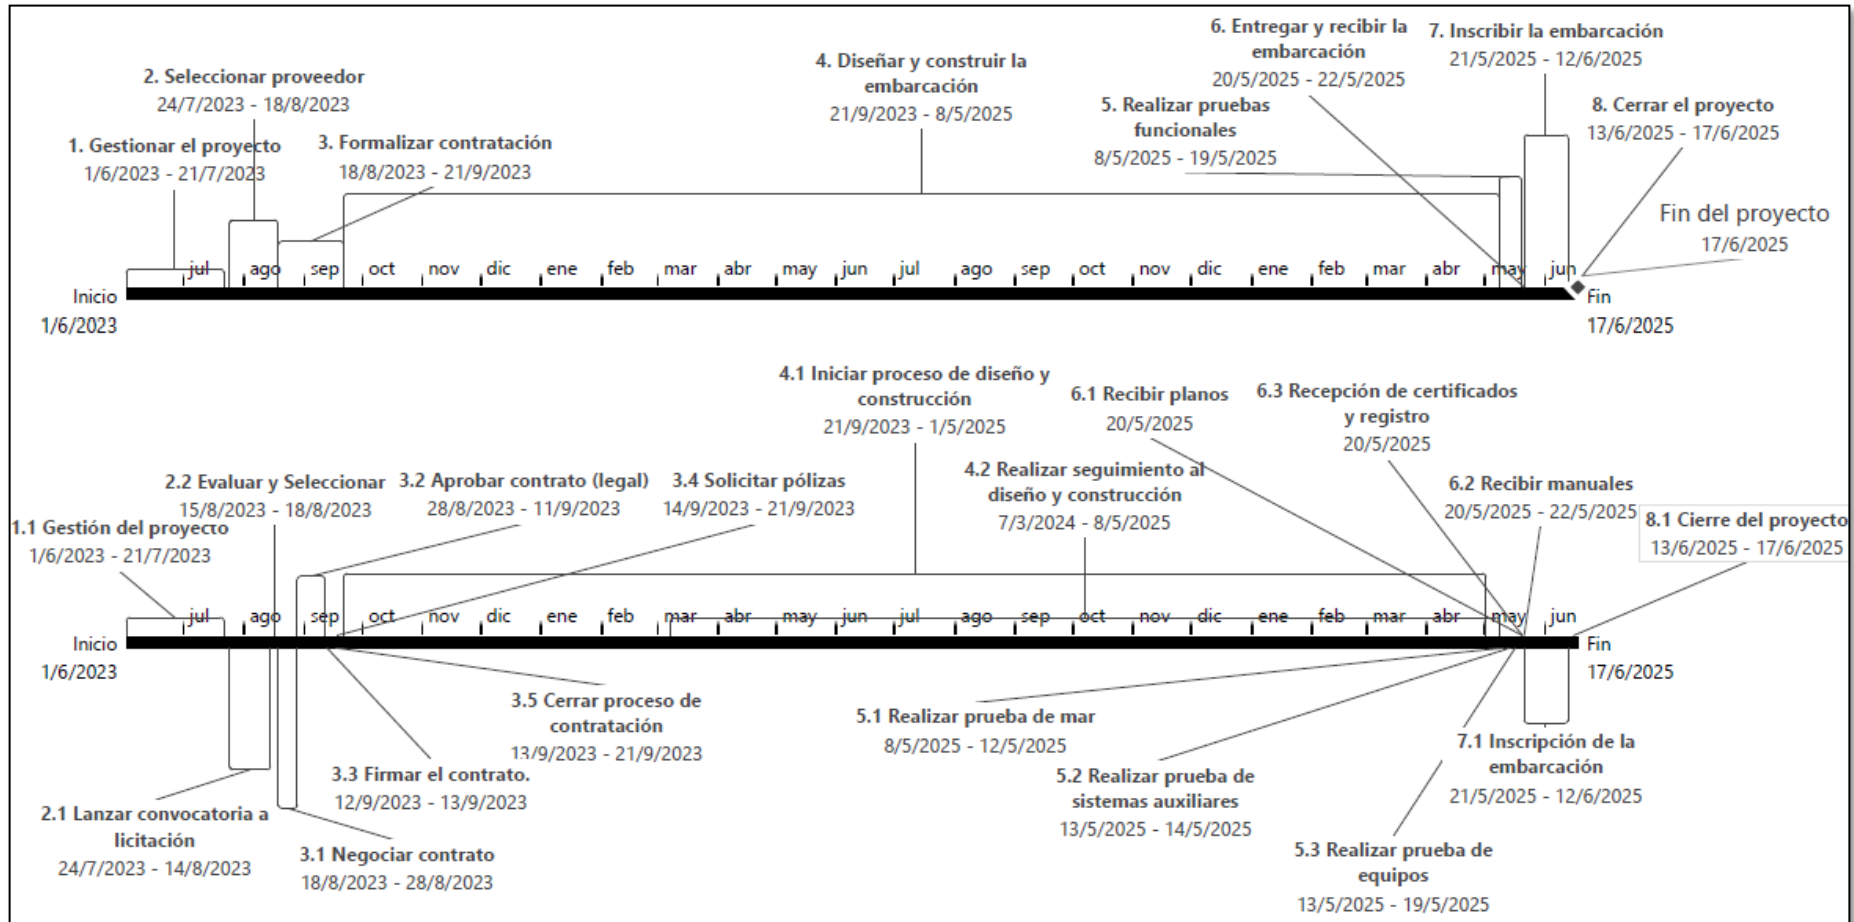 6. Entregar y recibir la
embarcación
20/5/2025 - 22/5/2025
7. Inscribir la embarcación
21/5/2025 - 12/6/2025
4. Diseñar y construir la
embarcación
21/9/2023 - 8/5/2025
2. Seleccionar proveedor
24/7/2023 - 18/8/2023
5. Realizar pruebas
funcionales
8/5/2025 - 19/5/2025
8. Cerrar el proyecto
13/6/2025 - 17/6/2025
1. Gestionar el proyecto
1/6/2023 - 21/7/2023
3. Formalizar contratación
18/8/2023 - 21/9/2023
Fin del proyecto
17/6/2025
jul ago sep oct nov dic ene feb mar abr may jun jul ago sep oct nov dic ene feb mar abr may jun
Inicio
1/6/2023
Fin
17/6/2025
4.1 Iniciar proceso de diseño y
construcción
21/9/2023 - 1/5/2025
6.1 Recibir planos
20/5/2025
6.3 Recepción de certificados
y registro
20/5/2025
2.2 Evaluar y Seleccionar
15/8/2023 - 18/8/2023
3.2 Aprobar contrato (legal)
28/8/2023 - 11/9/2023
3.4 Solicitar pólizas
14/9/2023 - 21/9/2023
4.2 Realizar seguimiento al
diseño y construcción
7/3/2024 - 8/5/2025
6.2 Recibir manuales
20/5/2025 - 22/5/2025
1.1 Gestión del proyecto
1/6/2023 - 21/7/2023
8.1 Cierre del proyecto
13/6/2025 - 17/6/2025
jul ago sep oct nov dic ene feb mar abr may jun jul ago sep oct nov dic ene feb mar abr may jun
Inicio
1/6/2023
Fin
17/6/2025
3.5 Cerrar proceso de
contratación
13/9/2023 - 21/9/2023
5.1 Realizar prueba de mar
8/5/2025 - 12/5/2025
7.1 Inscripción de la
embarcación
21/5/2025 - 12/6/2025
3.3 Firmar el contrato.
12/9/2023 - 13/9/2023
5.2 Realizar prueba de
sistemas auxiliares
13/5/2025 - 14/5/2025
2.1 Lanzar convocatoria a
licitación
24/7/2023 - 14/8/2023
3.1 Negociar contrato
18/8/2023 - 28/8/2023
5.3 Realizar prueba de
equipos
13/5/2025 - 19/5/2025